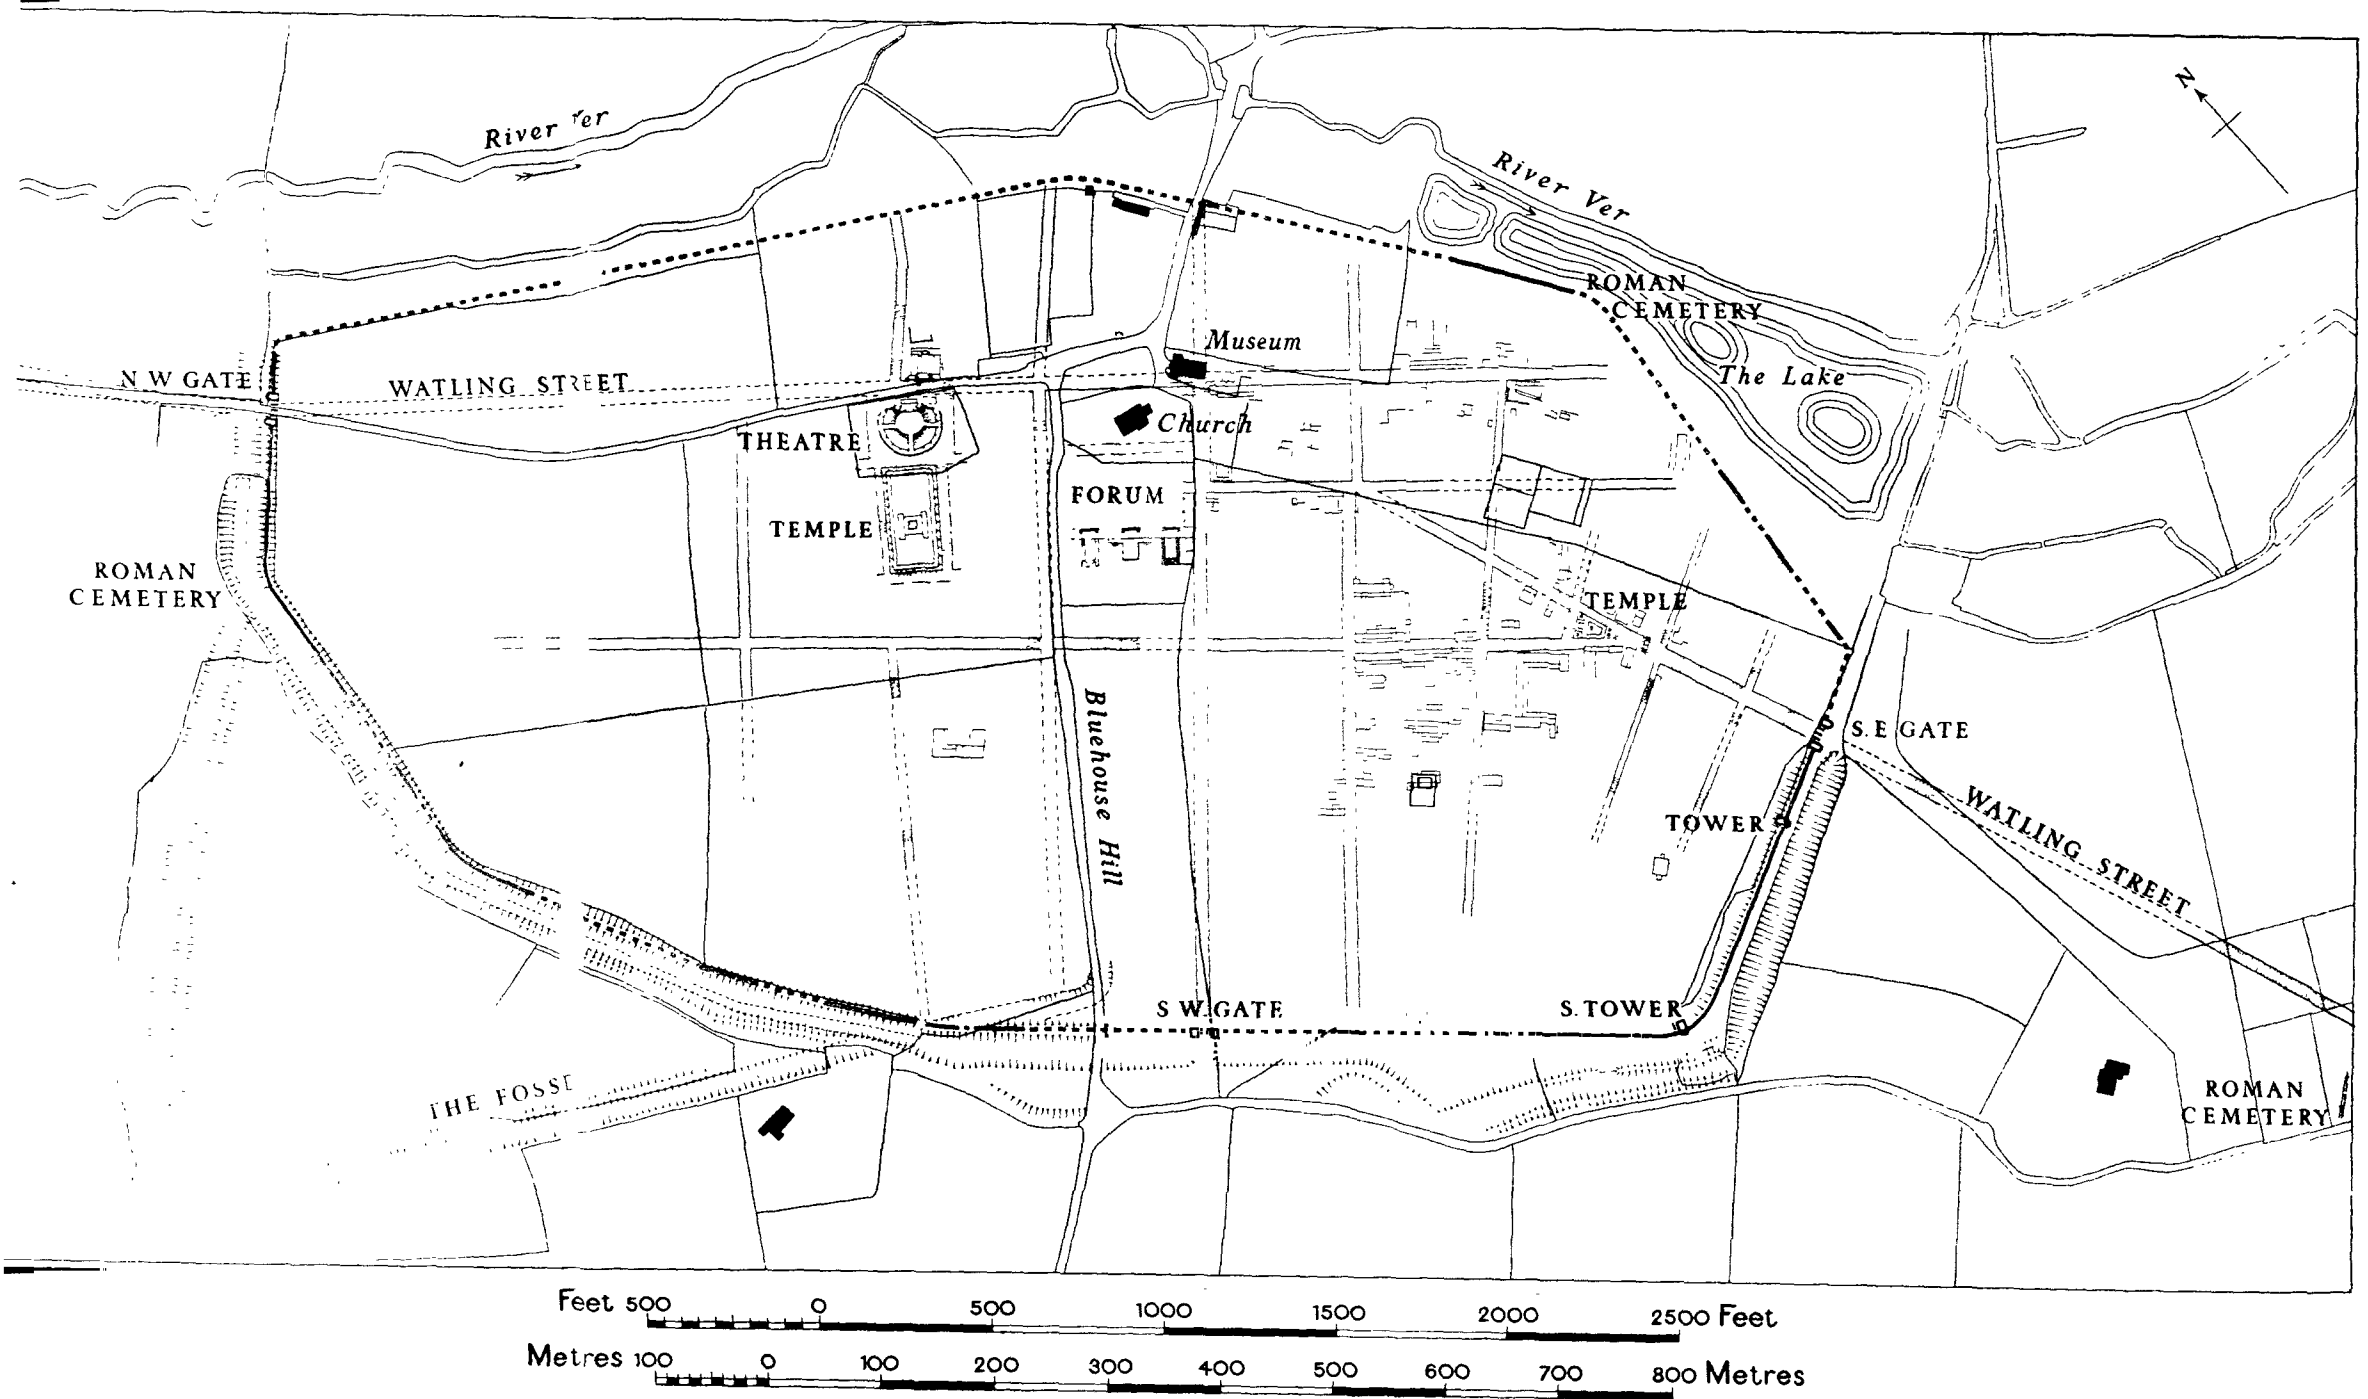 N
River er
River Ver
ROMAN
CEMETERY
Museum
N W GATE
WATLING STREET
The Lake
Church
THEATRE
FORUM
TEMPLE
ROMAN
CEMETERY
TEMPLE
Bluehouse Hill
S. E GATE
WATLING STREET
TOWER
S W. GATE
S. TOWER
THE FOSSE
ROMAN
CEMETERY
Feet 500 0 500 1000 1500 2000 2500 Feet
Metres 100 0 100 200 300 400 500 600 700 800 Metres